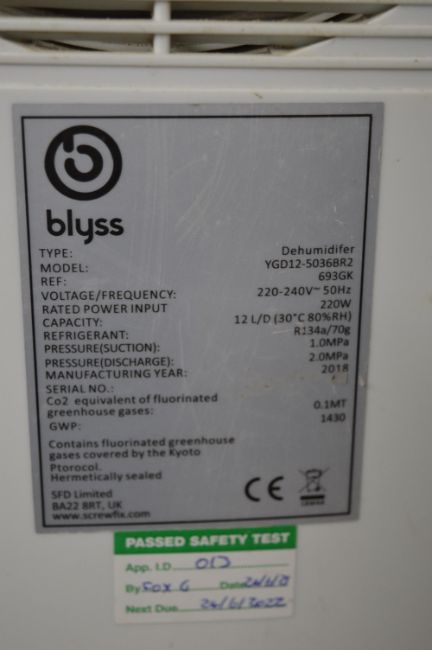 blyss
TYPE: Dehumidifer
MODEL: YGD12-5036BR2
REF: 693GK
VOLTAGE/FREQUENCY: 220-240V~ 50Hz
RATED POWER INPUT 220W
CAPACITY: 12 L/D (30°C 80%RH)
REFRIGERANT: R134a/70g
PRESSURE(SUCTION): 1.0MPa
PRESSURE(DISCHARGE): 2.0MPa
MANUFACTURING YEAR: 2018
SERIAL NO.:
Co2 equivalent of fluorinated
greenhouse gases: 0.1MT
GWP: 1430
Contains fluorinated greenhouse
gases covered by the Kyoto
Ptorocol.
Hermetically sealed
SFD Limited
BA22 8RT, UK
www.screwfix.com
CE
PASSED SAFETY TEST
App. I.D
By Date
Next Due 24/6/2022